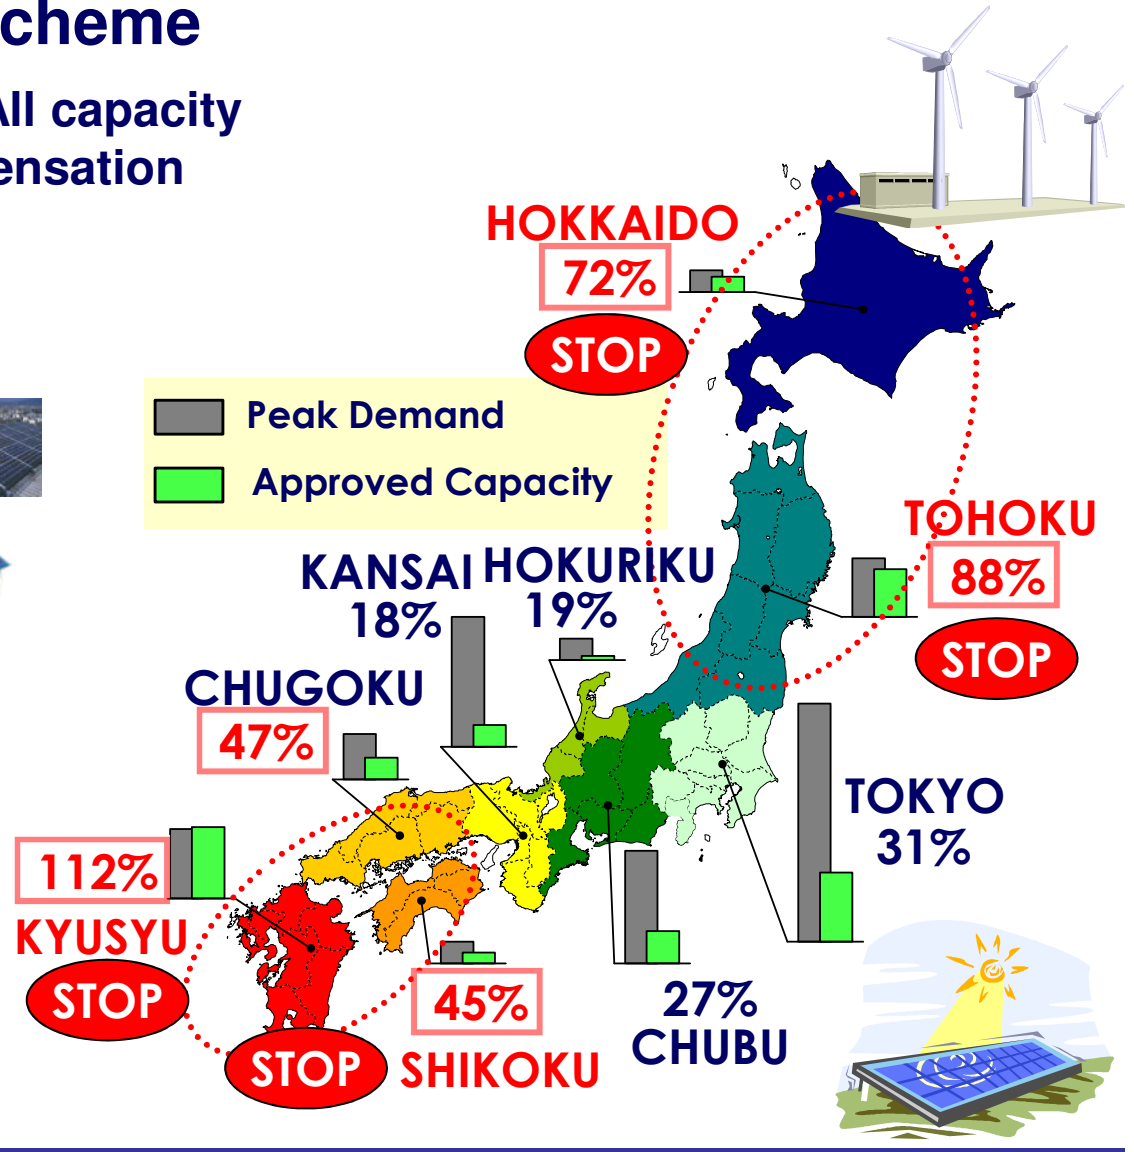 cheme
All capacity
ensation
HOKKAIDO
72%
STOP
Peak Demand
Approved Capacity
TOHOKU
88%
STOP
KANSAI
18%
HOKURIKU
19%
CHUGOKU
47%
TOKYO
31%
112%
KYUSYU
STOP
45%
STOP
SHIKOKU
27%
CHUBU